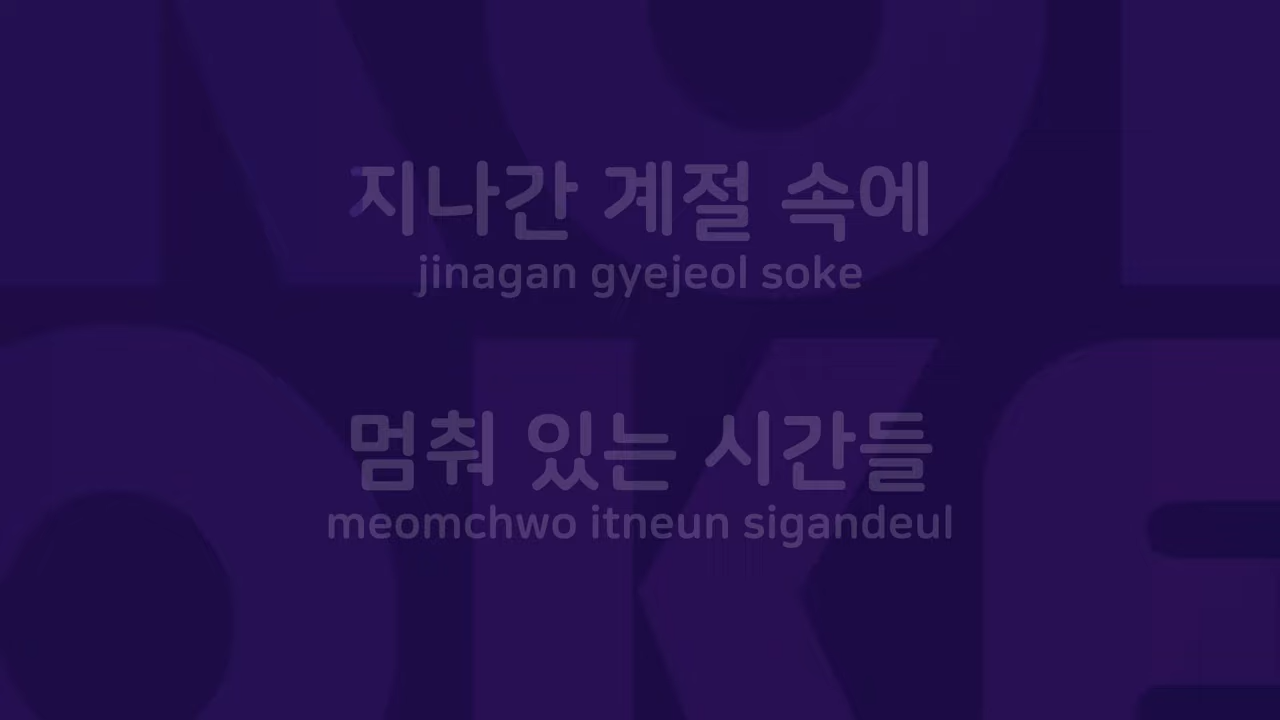 지나간 계절 속에
jinagan gyejeol soke
멈춰 있는 시간들
meomchwo itneun sigandeul